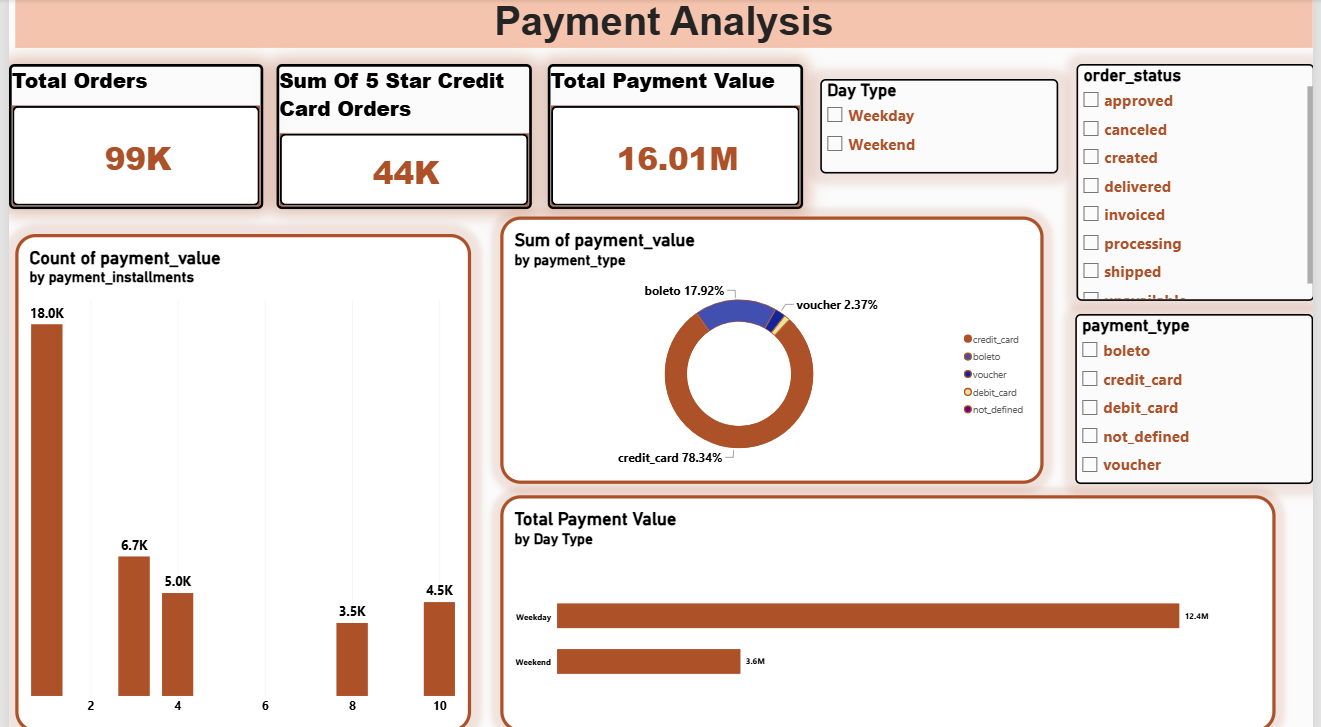 Payment Analysis
Total Orders
99K
Sum Of 5 Star Credit
Card Orders
44K
Total Payment Value
16.01M
Day Type
Weekday
Weekend
order_status
approved
canceled
created
delivered
invoiced
processing
shipped
Count of payment_value
by payment_installments
18.0K
6.7K
5.0K
3.5K
4.5K
2
4
6
8
10
Sum of payment_value
by payment_type
boleto 17.92%
voucher 2.37%
credit_card 78.34%
credit_card
boleto
voucher
debit_card
not_defined
payment_type
boleto
credit_card
debit_card
not_defined
voucher
Total Payment Value
by Day Type
Weekday
12.4M
Weekend
3.6M